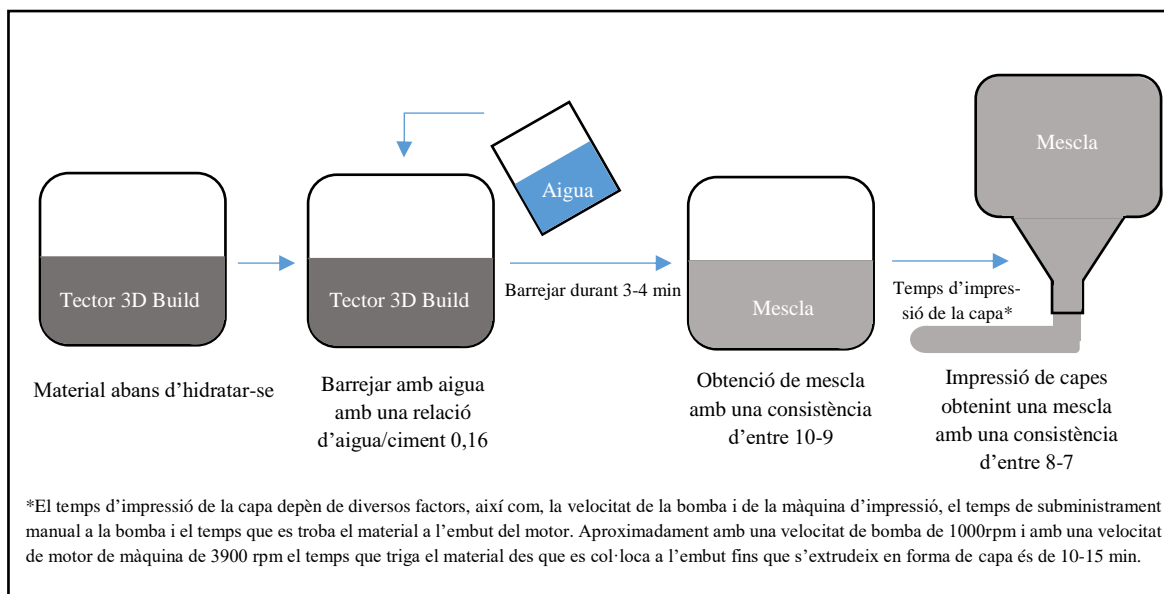 Tector 3D Build
Material abans d’hidratar-se
Aigua
Tector 3D Build
Barrejar amb aigua
amb una relació
d’aigua/ciment 0,16
Barrejar durant 3-4 min
Mescla
Obtenció de mescla
amb una consistència
d’entre 10-9
Temps d’impres-
sió de la capa*
Mescla
Impressió de capes
obtenint una mescla
amb una consistència
d’entre 8-7
*El temps d’impressió de la capa depèn de diversos factors, així com, la velocitat de la bomba i de la màquina d’impressió, el temps de subministrament
manual a la bomba i el temps que es troba el material a l’embut del motor. Aproximadament amb una velocitat de bomba de 1000rpm i amb una velocitat
de motor de màquina de 3900 rpm el temps que triga el material des que es col·loca a l’embut fins que s’extrudeix en forma de capa és de 10-15 min.